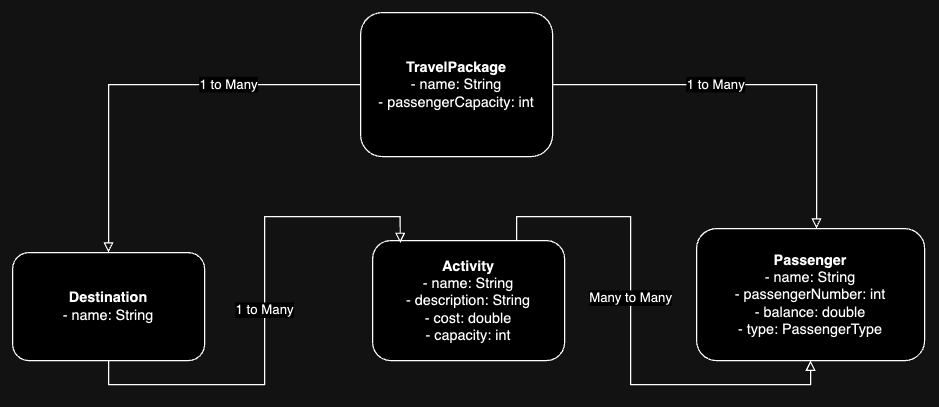 TravelPackage
- name: String
- passengerCapacity: int
1 to Many
1 to Many
Destination
- name: String
1 to Many
Activity
- name: String
- description: String
- cost: double
- capacity: int
Many to Many
Passenger
- name: String
- passengerNumber: int
- balance: double
- type: PassengerType